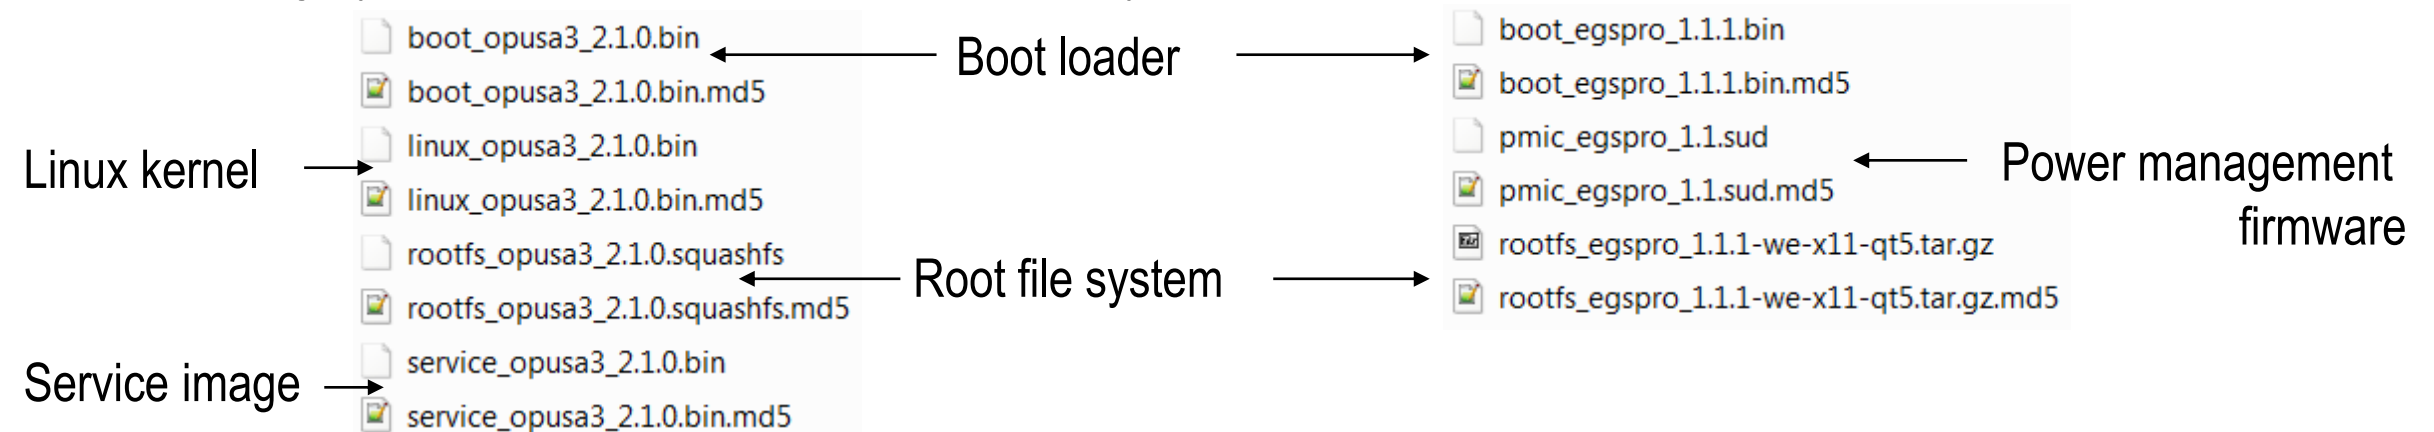 boot_opusa3_2.1.0.bin
boot_opusa3_2.1.0.bin.md5
linux_opusa3_2.1.0.bin
linux_opusa3_2.1.0.bin.md5
rootfs_opusa3_2.1.0.squashfs
rootfs_opusa3_2.1.0.squashfs.md5
service_opusa3_2.1.0.bin
service_opusa3_2.1.0.bin.md5
Linux kernel
Service image
Boot loader
Root file system
boot_egspro_1.1.1.bin
boot_egspro_1.1.1.bin.md5
pmic_egspro_1.1.sud
pmic_egspro_1.1.sud.md5
rootfs_egspro_1.1.1-we-x11-qt5.tar.gz
rootfs_egspro_1.1.1-we-x11-qt5.tar.gz.md5
Power management
firmware